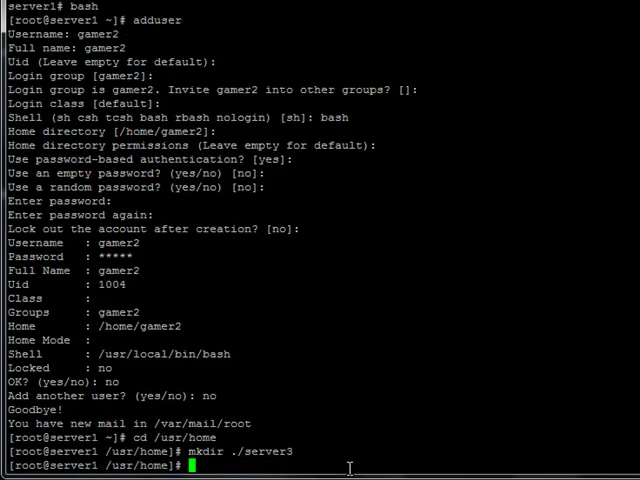 server1# bash
[root@server1 ~]# adduser
Username: gamer2
Full name: gamer2
Uid (Leave empty for default):
Login group [gamer2]:
Login group is gamer2. Invite gamer2 into other groups? []:
Login class [default]:
Shell (sh csh tcsh bash rbash nologin) [sh]: bash
Home directory [/home/gamer2]:
Home directory permissions (Leave empty for default):
Use password-based authentication? [yes]:
Use an empty password? (yes/no) [no]:
Use a random password? (yes/no) [no]:
Enter password:
Enter password again:
Lock out the account after creation? [no]:
Username   : gamer2
Password   : *****
Full Name  : gamer2
Uid        : 1004
Class      :
Groups     : gamer2
Home       : /home/gamer2
Home Mode  :
Shell      : /usr/local/bin/bash
Locked     : no
OK? (yes/no): no
Add another user? (yes/no): no
Goodbye!
You have new mail in /var/mail/root
[root@server1 ~]# cd /usr/home
[root@server1 /usr/home]# mkdir ./server3
[root@server1 /usr/home]#